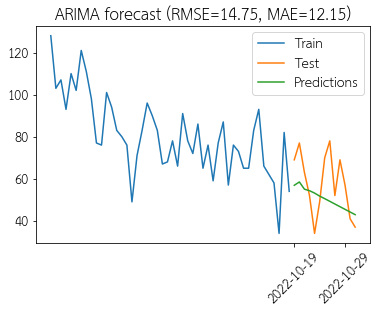 ARIMA forecast (RMSE=14.75, MAE=12.15)
Train
Test
Predictions
120
100
80
60
40
2022-10-19
2022-10-29